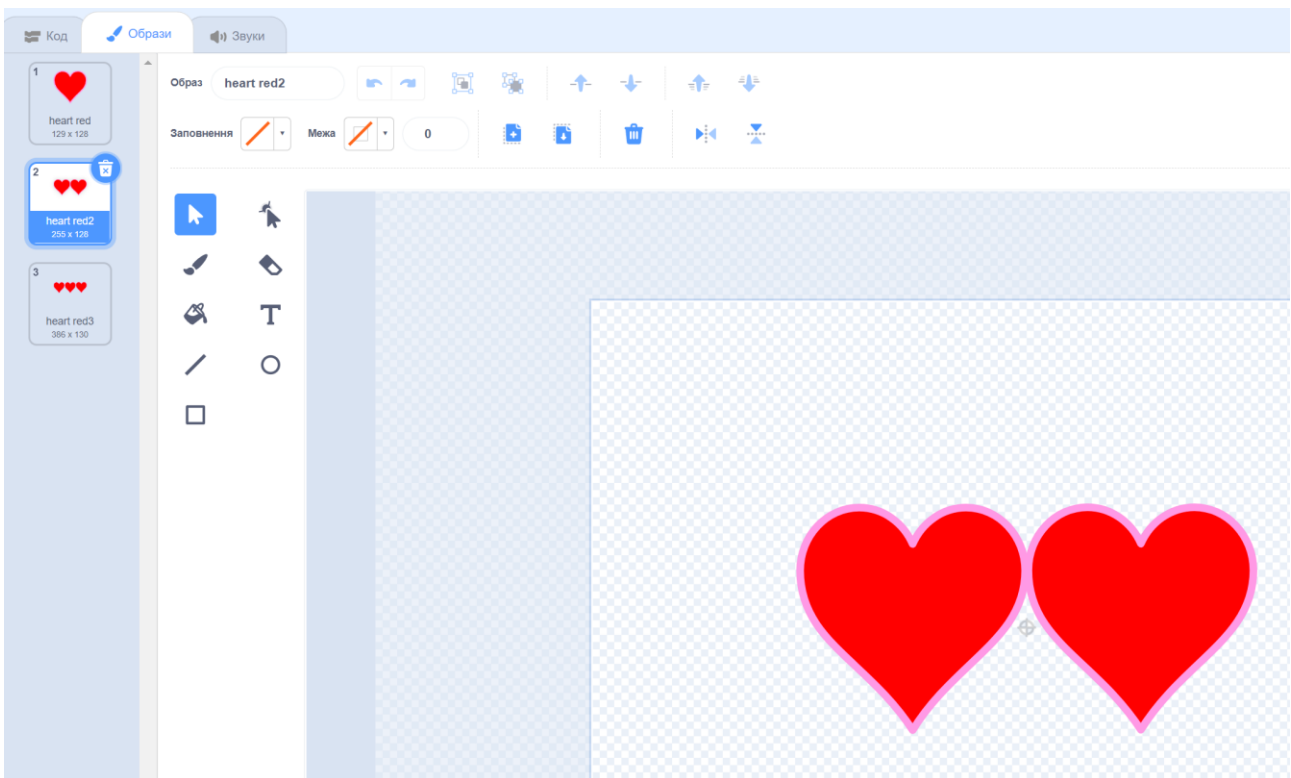 Код
Образи
Звуки
1
heart red
129 x 128
2
heart red2
255 x 128
3
heart red3
386 x 130
Образ heart red2
Заповнення Межа 0
T